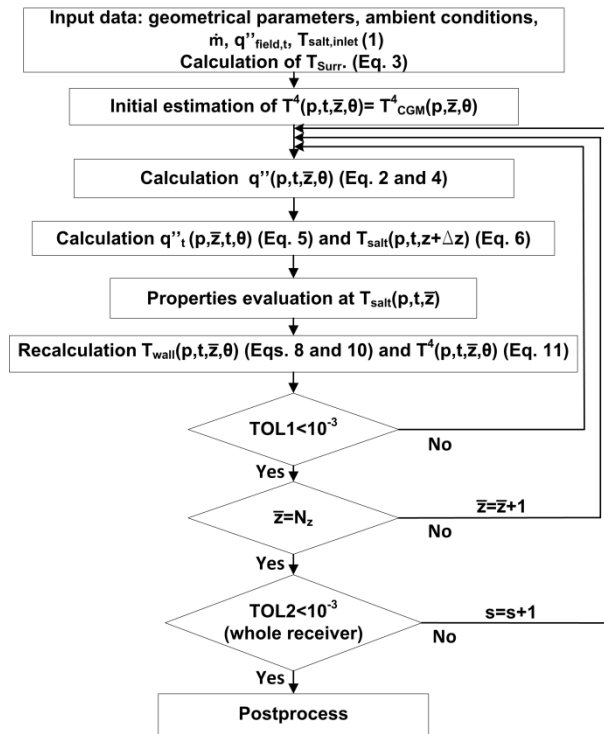 Input data: geometrical parameters, ambient conditions,
ṁ, q''field,t, Tsalt,inlet (1)
Calculation of TSurr. (Eq. 3)
Initial estimation of T⁴(p,t,z̅,θ)= T⁴CGM(p,z̅,θ)
Calculation q''(p,t,z̅,θ) (Eq. 2 and 4)
Calculation q''t (p,z̅,t,θ) (Eq. 5) and Tsalt(p,t,z+Δz) (Eq. 6)
Properties evaluation at Tsalt(p,t,z̅)
Recalculation Twall(p,t,z̅,θ) (Eqs. 8 and 10) and T⁴(p,t,z̅,θ) (Eq. 11)
TOL1<10⁻³
No
Yes
z̅=Nz
z̅=z̅+1
No
Yes
TOL2<10⁻³
(whole receiver)
s=s+1
No
Yes
Postprocess